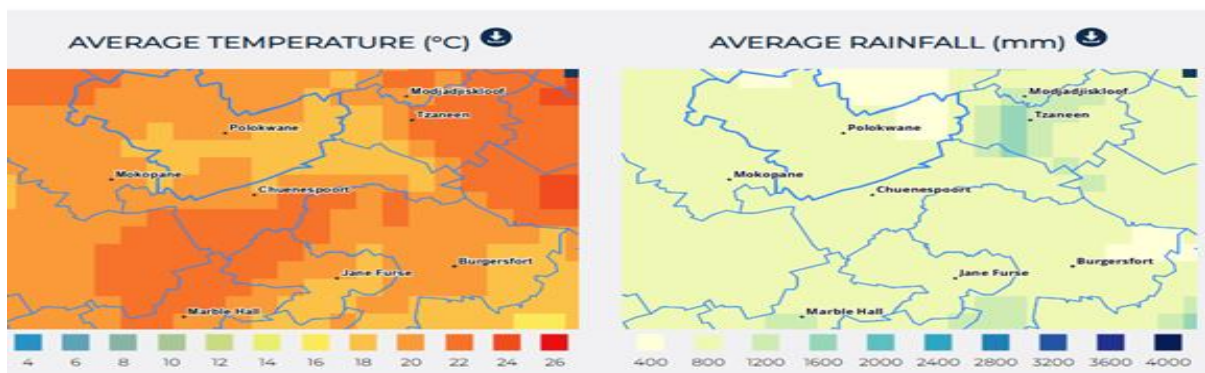 AVERAGE TEMPERATURE (°C)
AVERAGE RAINFALL (mm)
Modjadjiskloof
Tzaneen
Polokwane
Mokopane
Chuenespoort
Burgersfort
Jane Furse
Marble Hall
Modjadjiskloof
Tzaneen
Polokwane
Mokopane
Chuenespoort
Burgersfort
Jane Furse
Marble Hall
4 6 8 10 12 14 16 18 20 22 24 26
400 800 1200 1600 2000 2400 2800 3200 3600 4000